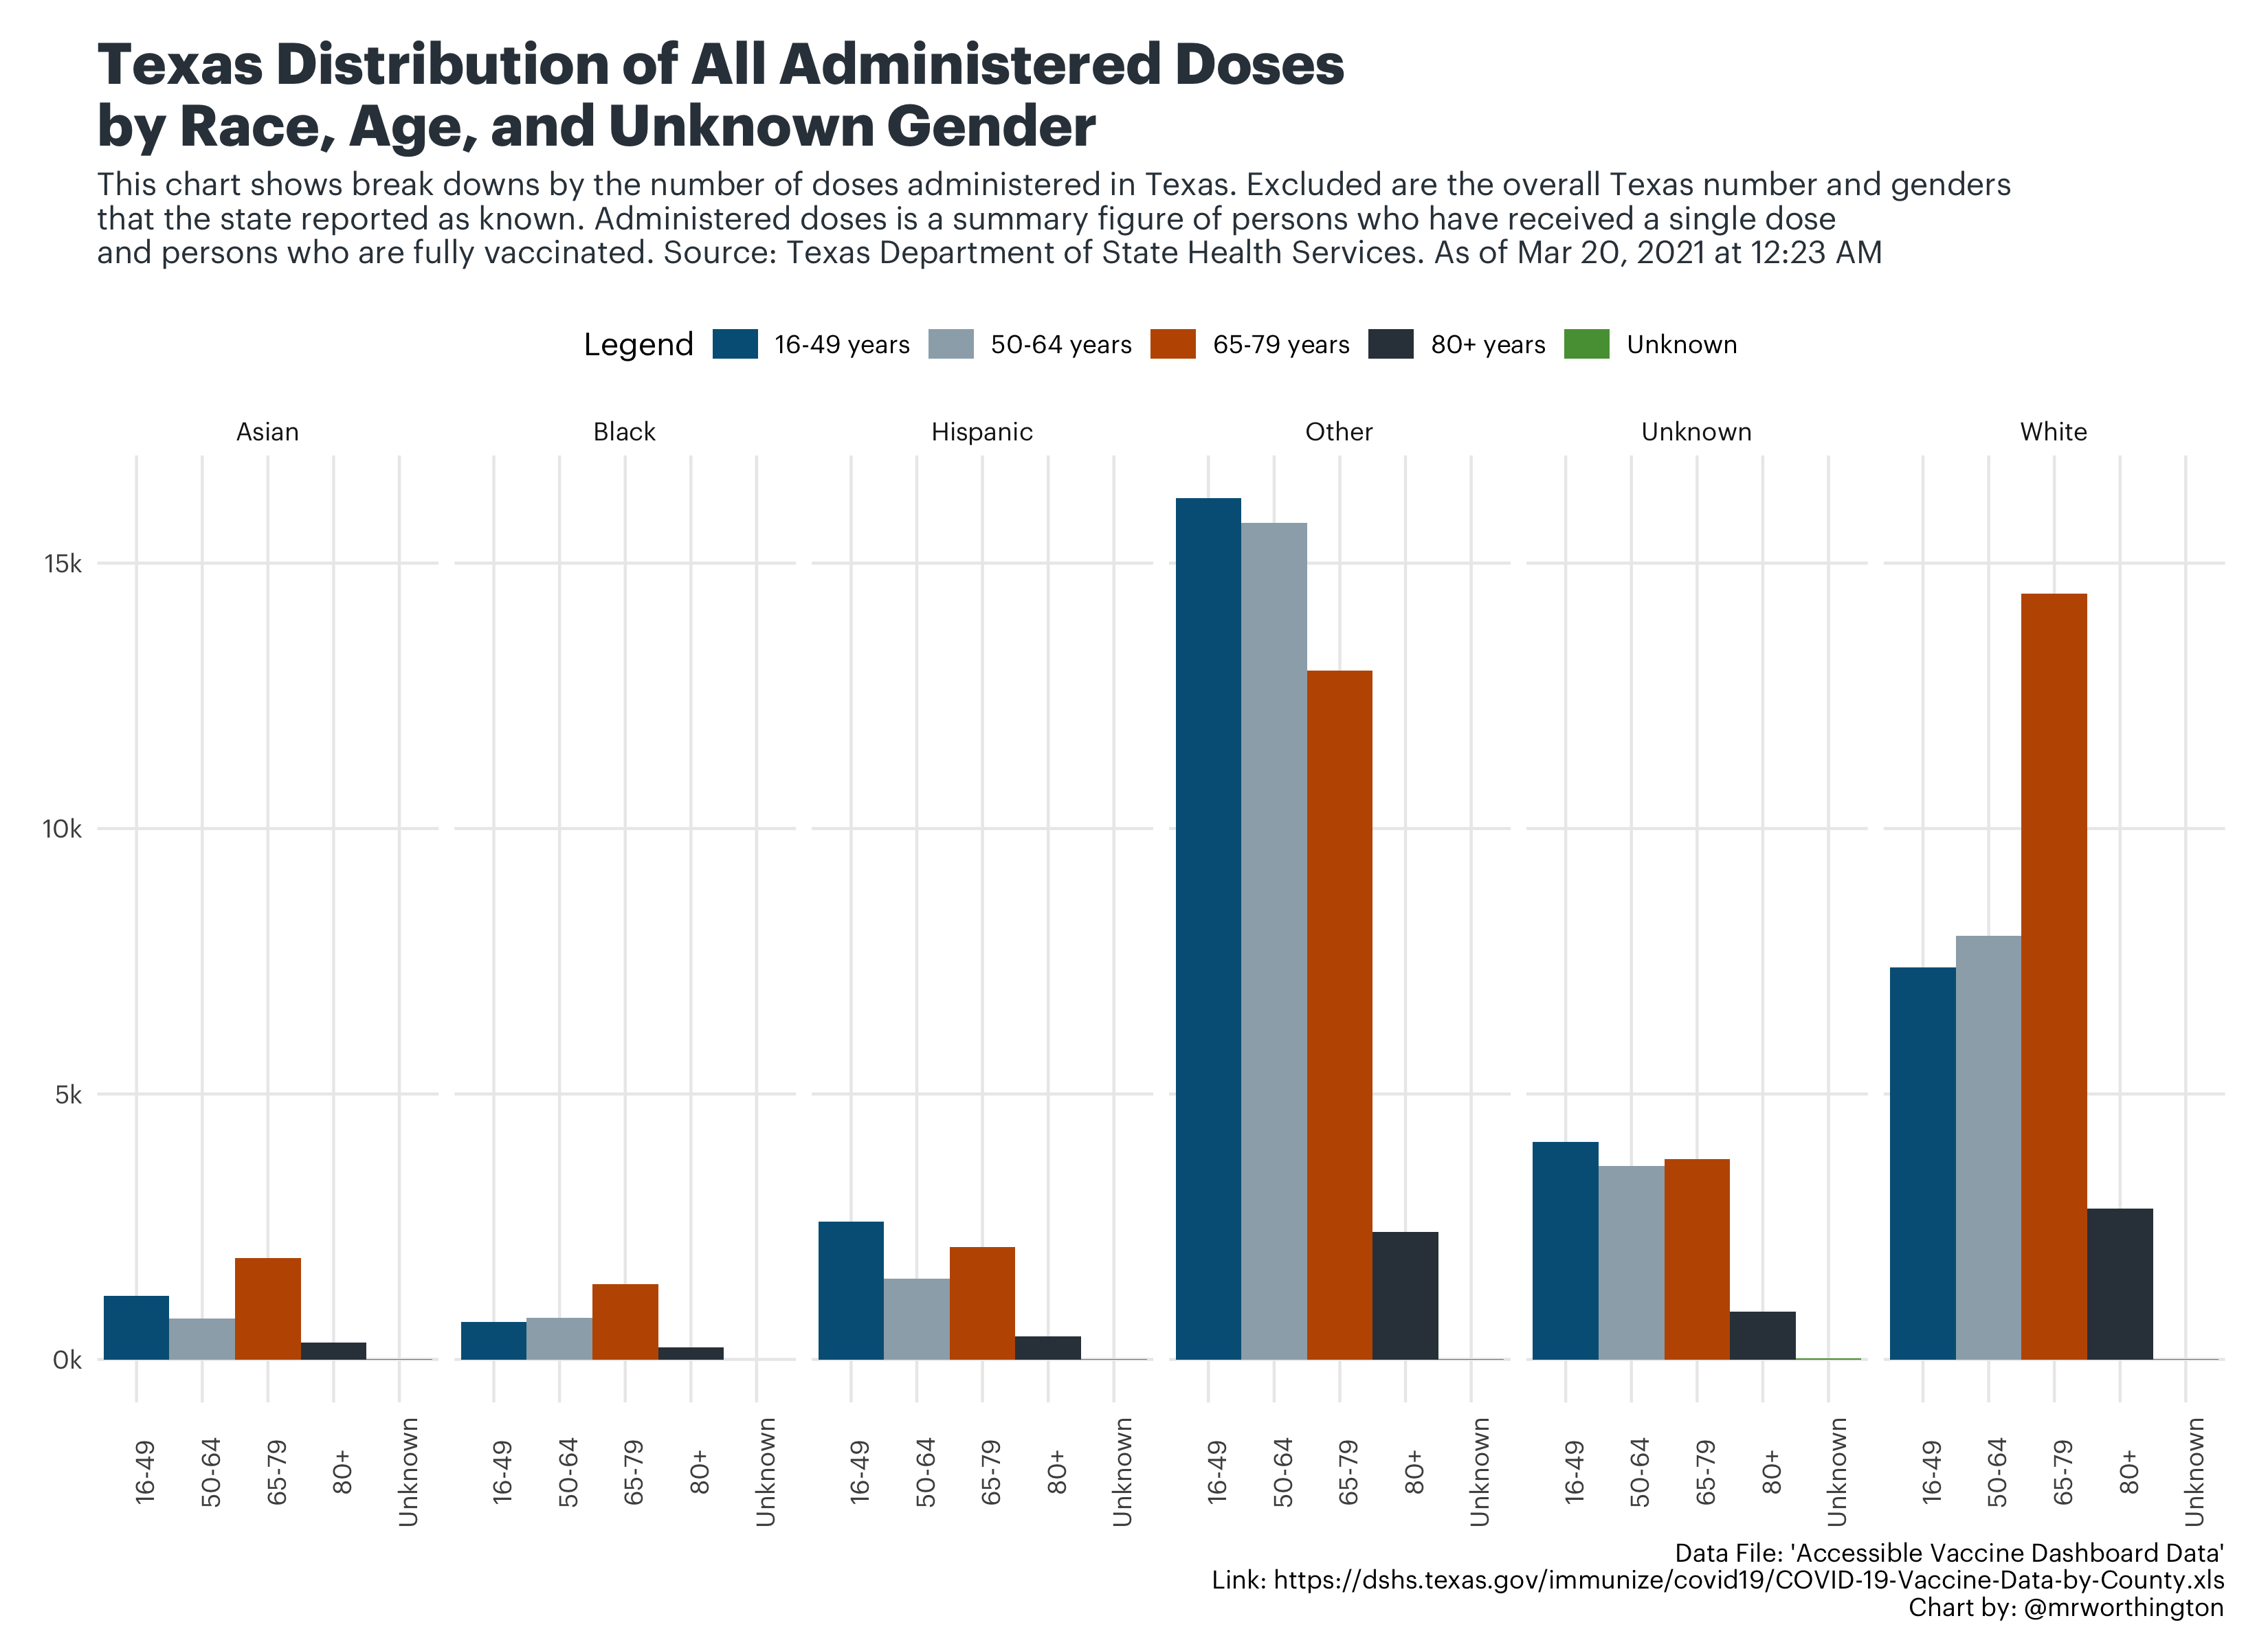 Texas Distribution of All Administered Doses
by Race, Age, and Unknown Gender
This chart shows break downs by the number of doses administered in Texas. Excluded are the overall Texas number and genders
that the state reported as known. Administered doses is a summary figure of persons who have received a single dose
and persons who are fully vaccinated. Source: Texas Department of State Health Services. As of Mar 20, 2021 at 12:23 AM
Legend 16-49 years 50-64 years 65-79 years 80+ years Unknown
Asian Black Hispanic Other Unknown White
15k
10k
5k
0k
16-49 50-64 65-79 80+ Unknown 16-49 50-64 65-79 80+ Unknown 16-49 50-64 65-79 80+ Unknown 16-49 50-64 65-79 80+ Unknown 16-49 50-64 65-79 80+ Unknown 16-49 50-64 65-79 80+ Unknown
Data File: 'Accessible Vaccine Dashboard Data'
Link: https://dshs.texas.gov/immunize/covid19/COVID-19-Vaccine-Data-by-County.xls
Chart by: @mrworthington